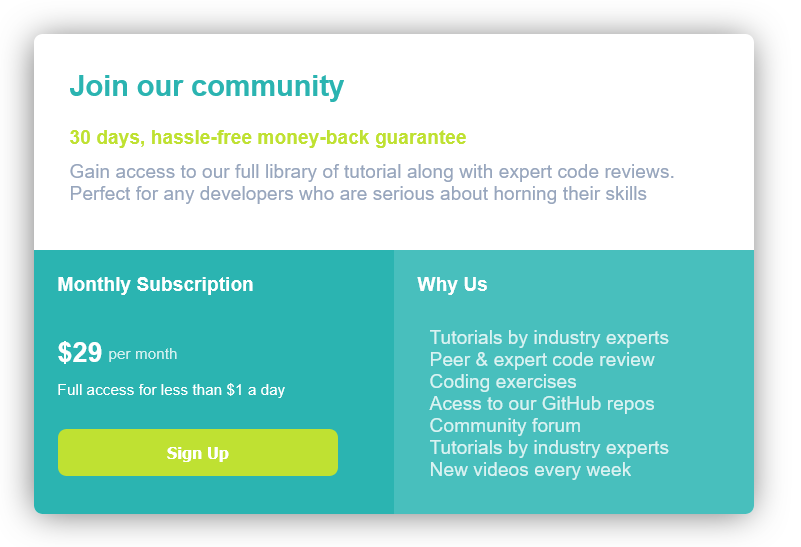 Join our community
30 days, hassle-free money-back guarantee
Gain access to our full library of tutorial along with expert code reviews.
Perfect for any developers who are serious about horning their skills
Monthly Subscription
$29 per month
Full access for less than $1 a day
Sign Up
Why Us
Tutorials by industry experts
Peer & expert code review
Coding exercises
Acess to our GitHub repos
Community forum
Tutorials by industry experts
New videos every week